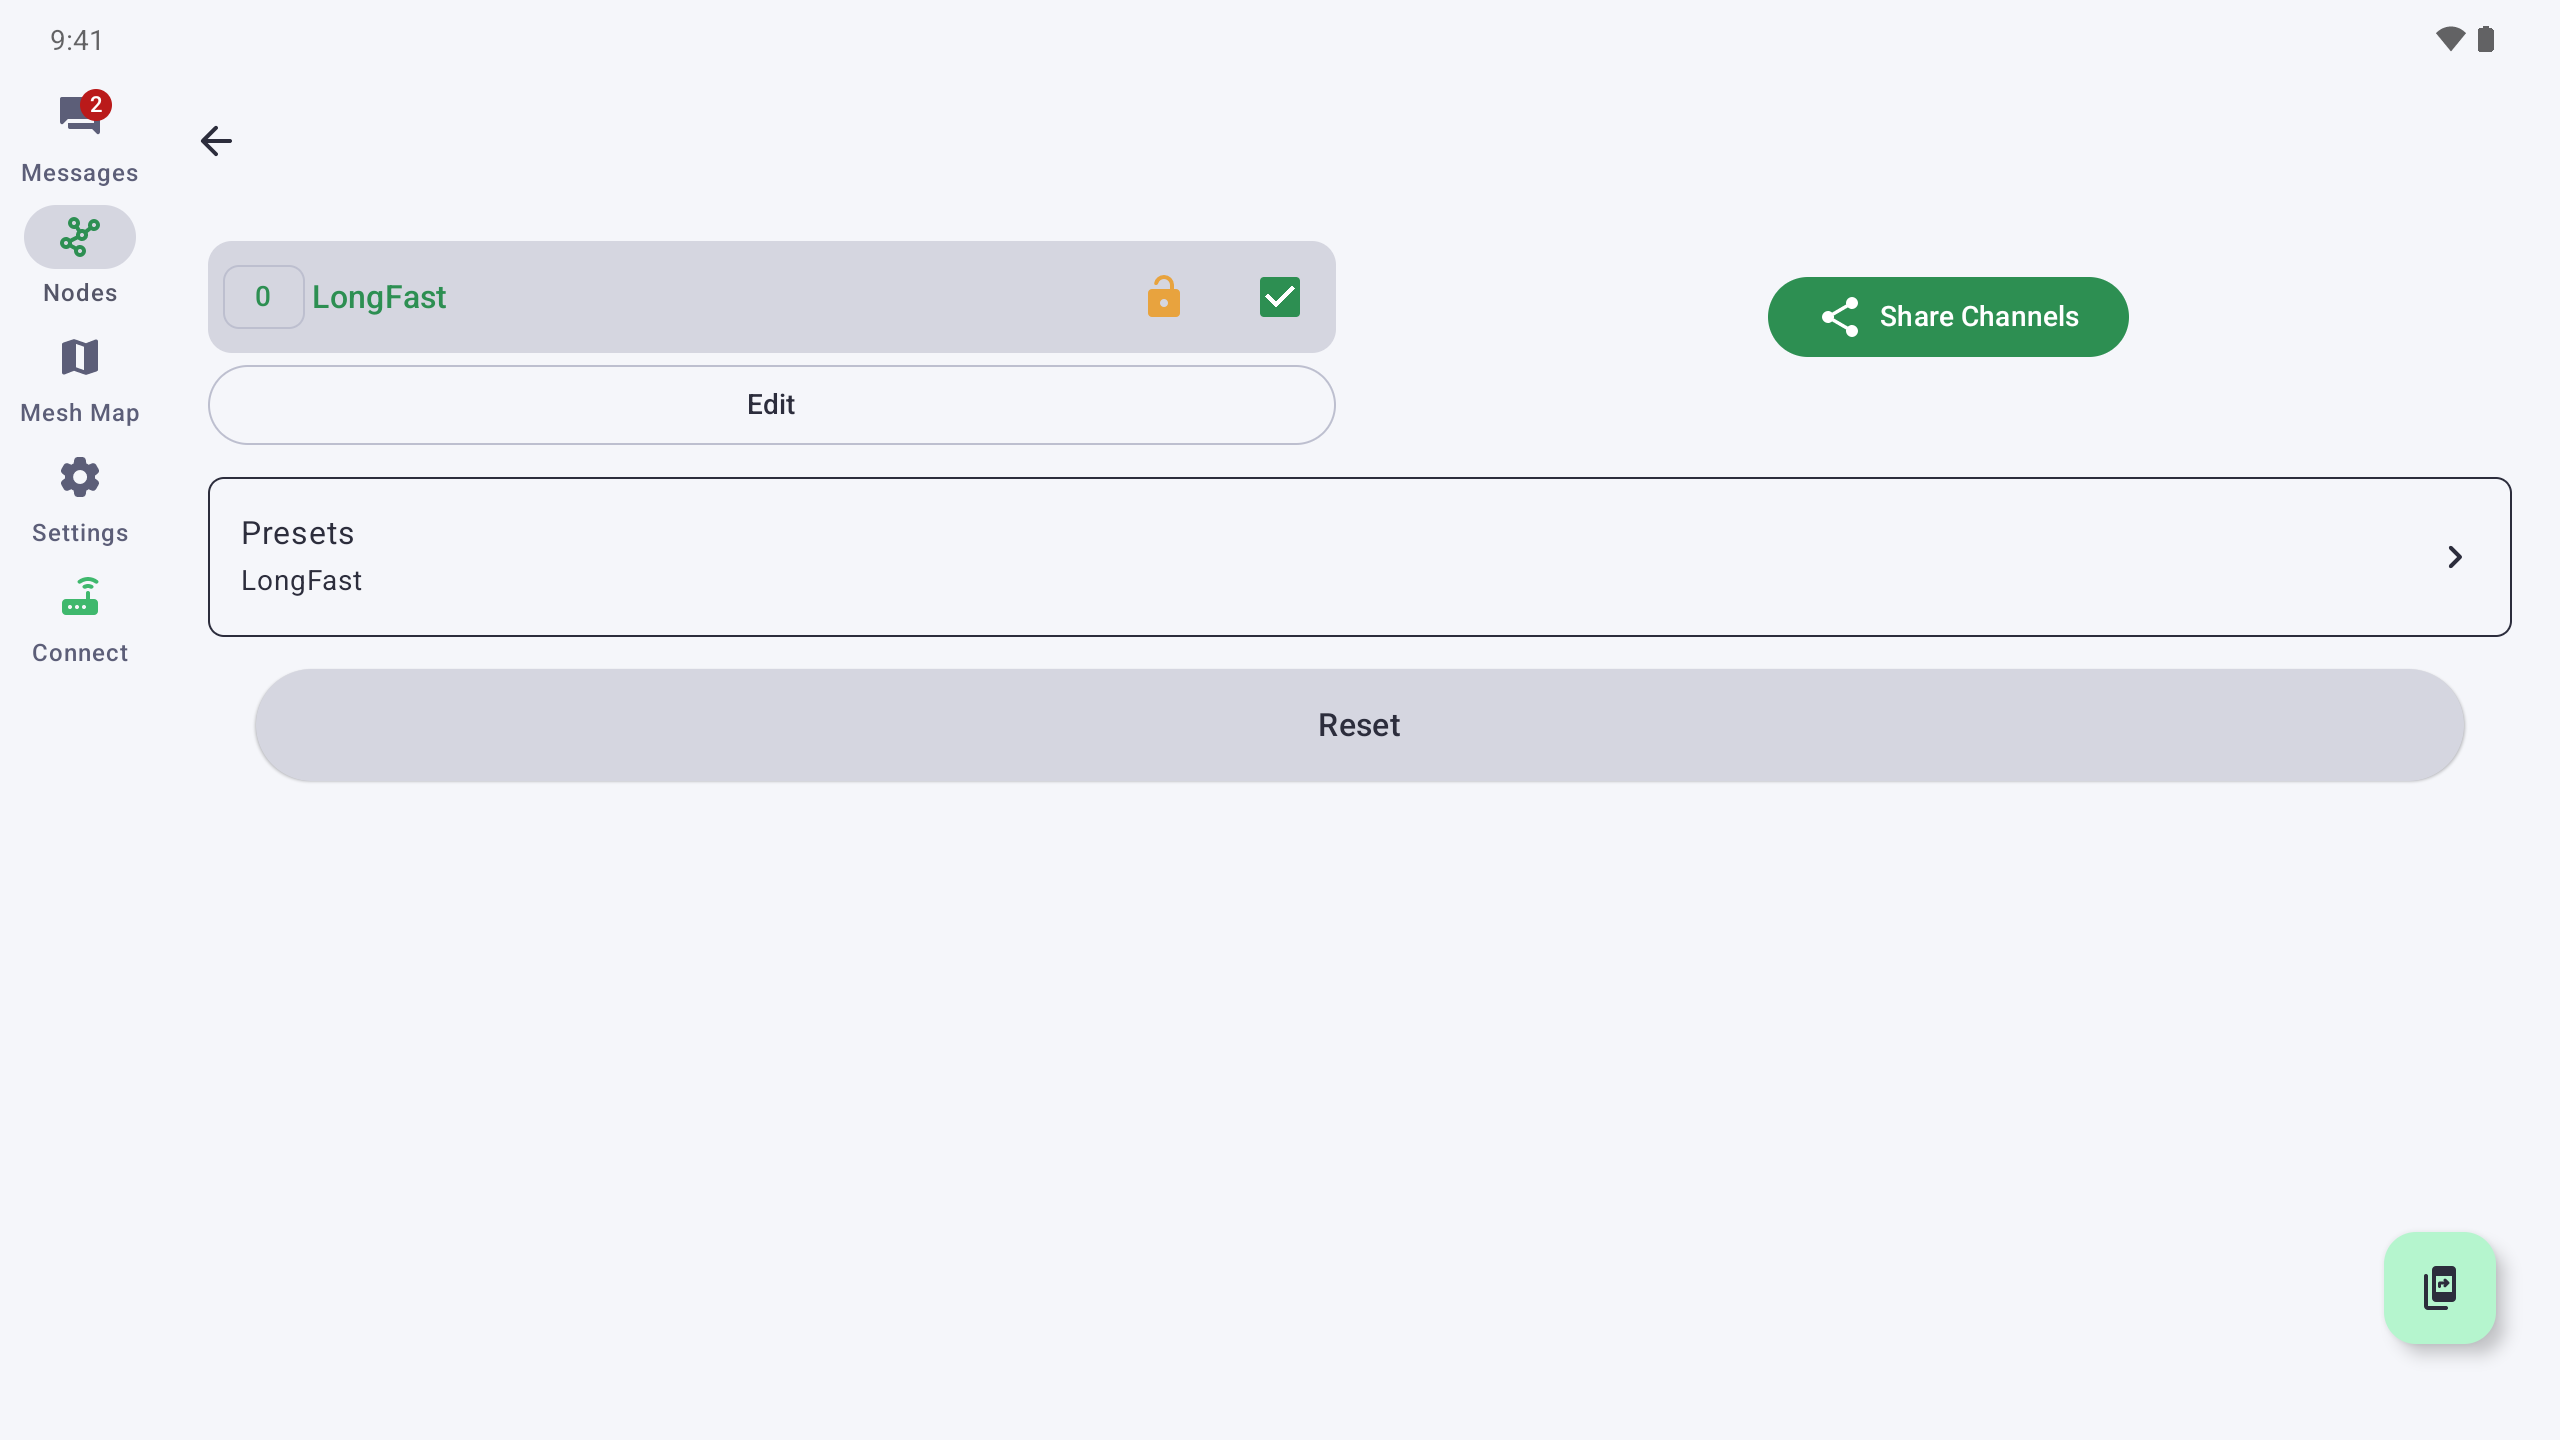 9:41
2
Messages
Nodes
Mesh Map
Settings
Connect
0 LongFast
Edit
Share Channels
Presets
LongFast
Reset